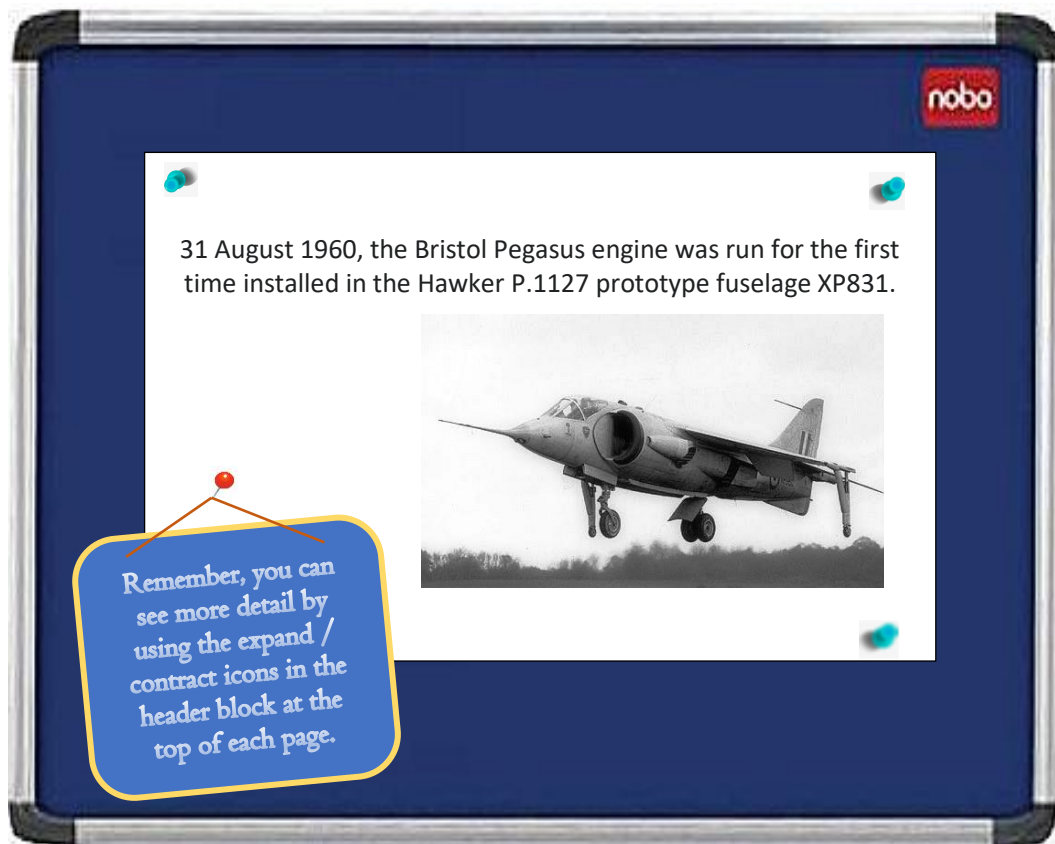 nobo
31 August 1960, the Bristol Pegasus engine was run for the first
time installed in the Hawker P.1127 prototype fuselage XP831.
1
Remember, you can
see more detail by
using the expand /
contract icons in the
header block at the
top of each page.